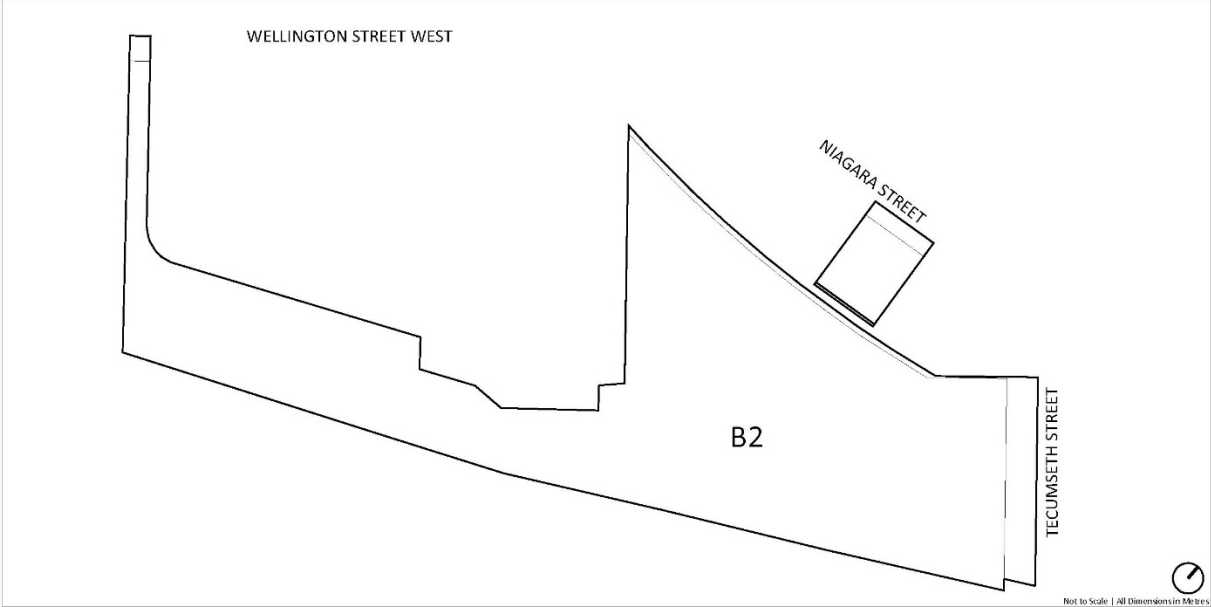 WELLINGTON STREET WEST
NIAGARA STREET
B2
TECUMSETH STREET
Not to Scale | All Dimensions in Metres